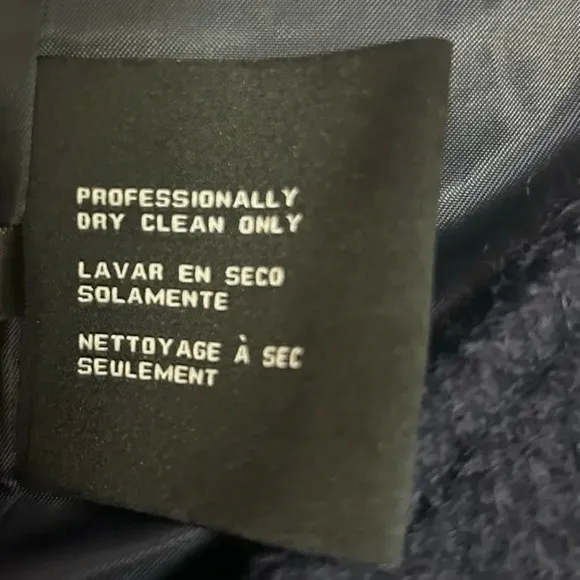 PROFESSIONALLY
DRY CLEAN ONLY
LAVAR EN SECO
SOLAMENTE
NETTOYAGE À SEC
SEULEMENT